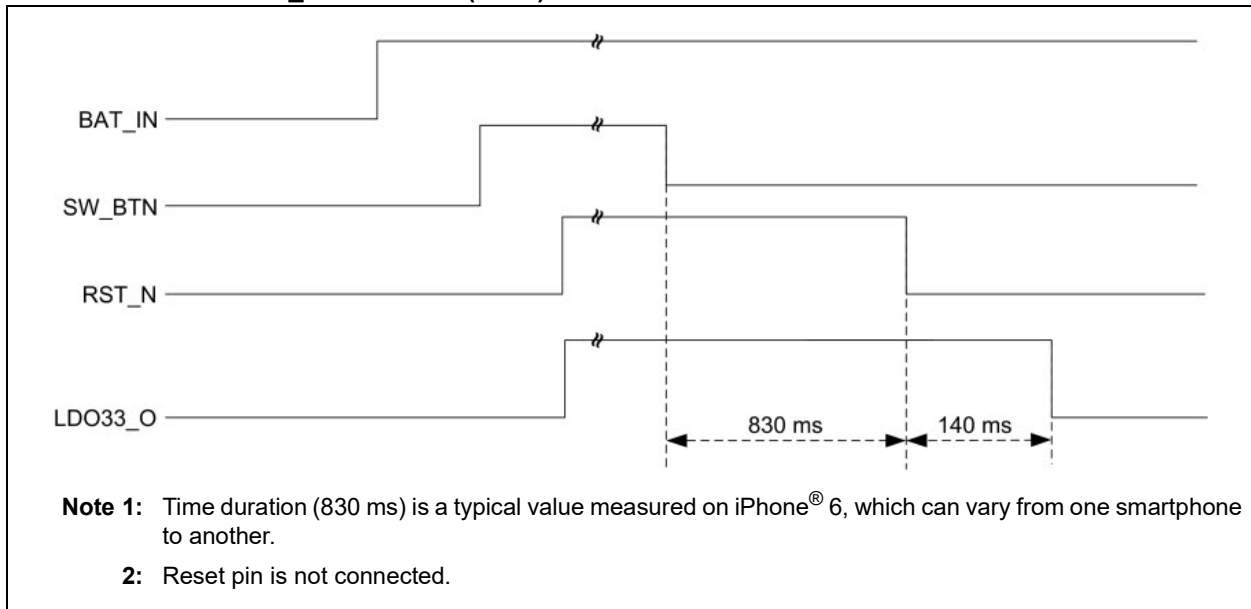 BAT_IN
SW_BTN
RST_N
LDO33_O
830 ms
140 ms
Note 1: Time duration (830 ms) is a typical value measured on iPhone® 6, which can vary from one smartphone
to another.
2: Reset pin is not connected.